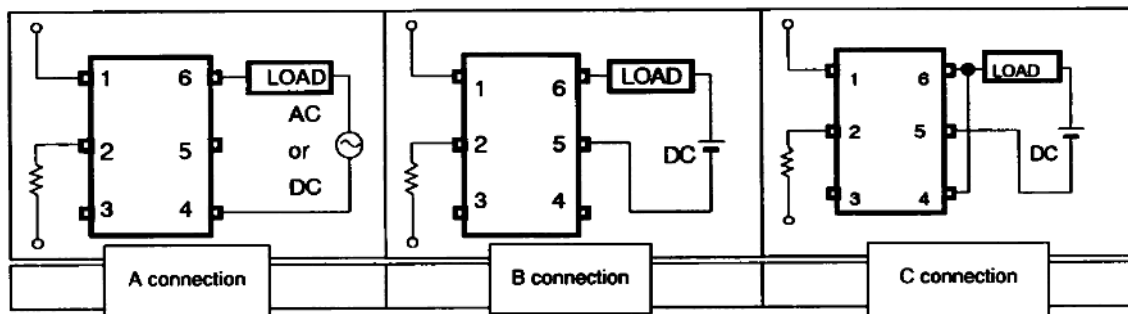 1 6 LOAD
AC
2 5 or
DC
3 4
A connection
1 6 LOAD
2 5 DC
3 4
B connection
1 6 LOAD
2 5 DC
3 4
C connection